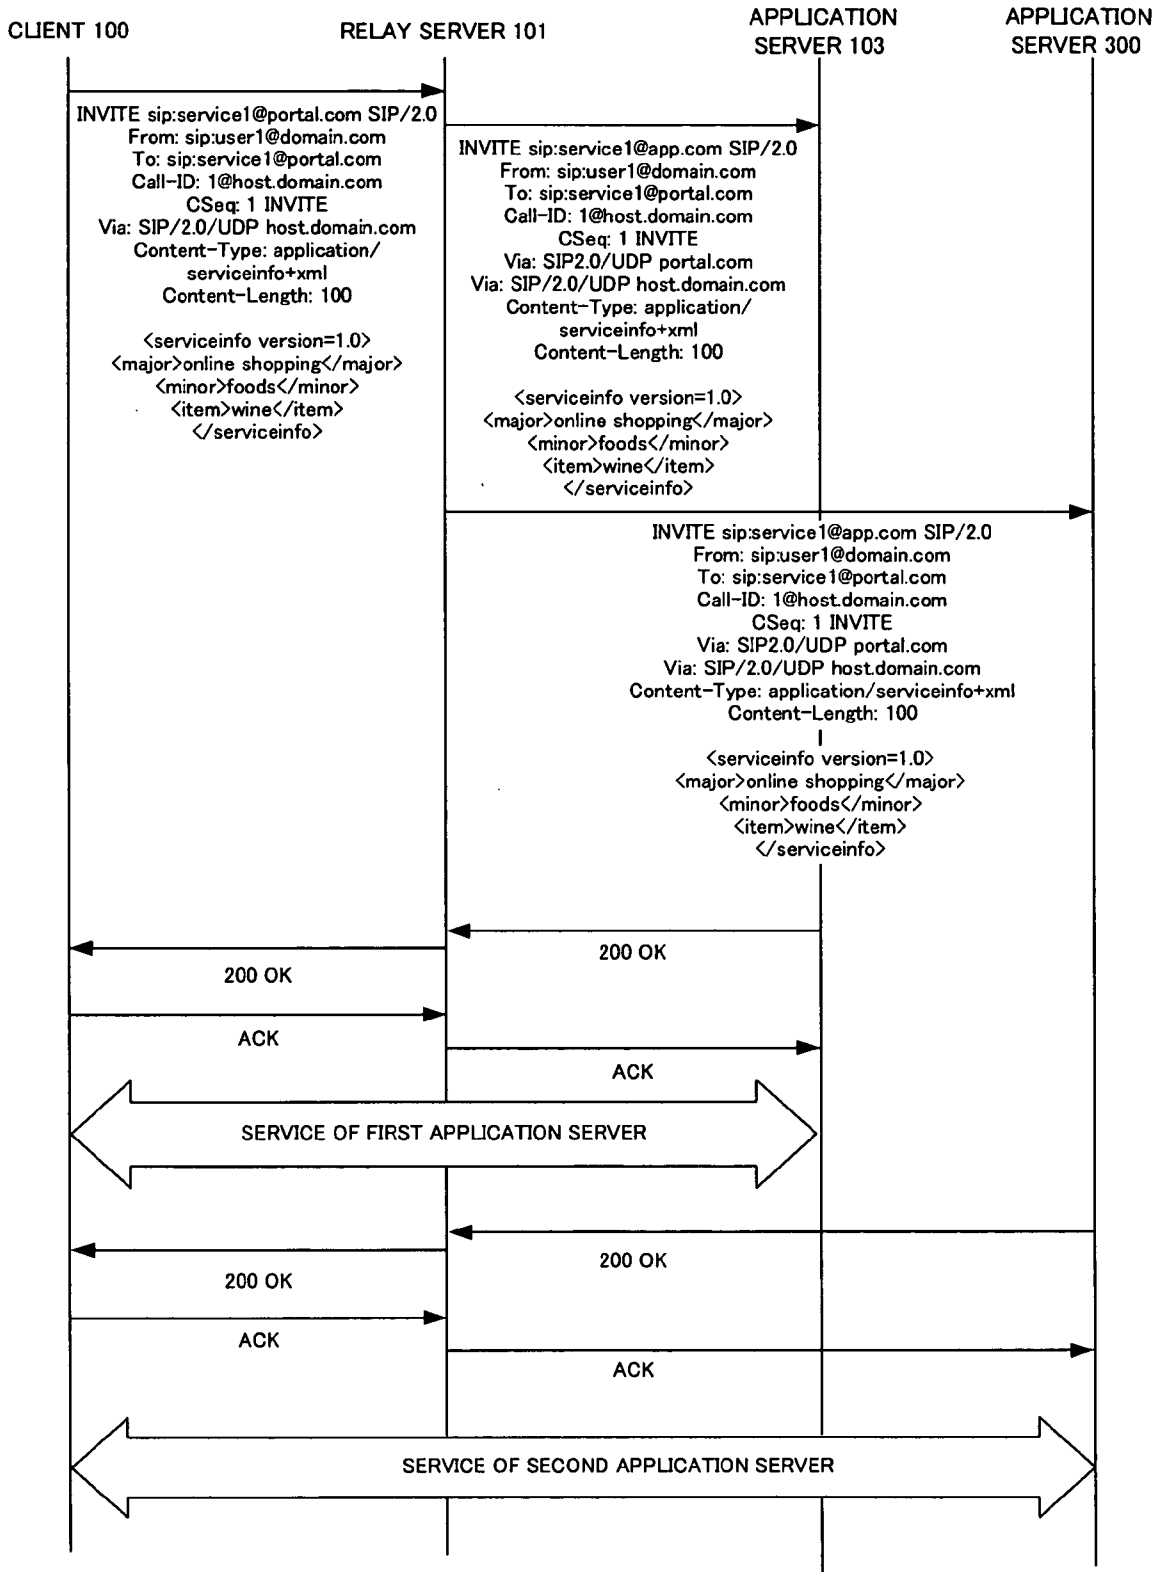 CLIENT 100
RELAY SERVER 101
APPLICATION
SERVER 103
APPLICATION
SERVER 300
INVITE sip:service1@portal.com SIP/2.0
From: sip:user1@domain.com
To: sip:service1@portal.com
Call-ID: 1@host.domain.com
CSeq: 1 INVITE
Via: SIP/2.0/UDP host.domain.com
Content-Type: application/
serviceinfo+xml
Content-Length: 100
<serviceinfo version=1.0>
<major>online shopping</major>
<minor>foods</minor>
<item>wine</item>
</serviceinfo>
INVITE sip:service1@app.com SIP/2.0
From: sip:user1@domain.com
To: sip:service1@portal.com
Call-ID: 1@host.domain.com
CSeq: 1 INVITE
Via: SIP2.0/UDP portal.com
Via: SIP/2.0/UDP host.domain.com
Content-Type: application/
serviceinfo+xml
Content-Length: 100
<serviceinfo version=1.0>
<major>online shopping</major>
<minor>foods</minor>
<item>wine</item>
</serviceinfo>
INVITE sip:service1@app.com SIP/2.0
From: sip:user1@domain.com
To: sip:service1@portal.com
Call-ID: 1@host.domain.com
CSeq: 1 INVITE
Via: SIP2.0/UDP portal.com
Via: SIP/2.0/UDP host.domain.com
Content-Type: application/serviceinfo+xml
Content-Length: 100
<serviceinfo version=1.0>
<major>online shopping</major>
<minor>foods</minor>
<item>wine</item>
</serviceinfo>
200 OK
200 OK
ACK
ACK
SERVICE OF FIRST APPLICATION SERVER
200 OK
200 OK
ACK
ACK
SERVICE OF SECOND APPLICATION SERVER